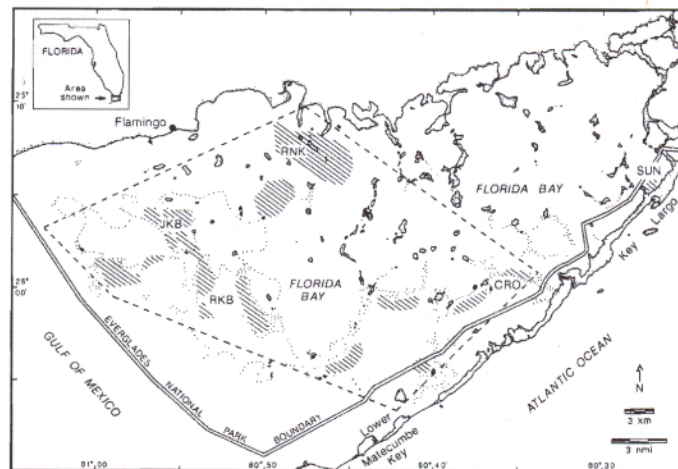 FLORIDA
Area
shown
25°
10'
Flamingo
RNK
SUN
FLORIDA BAY
Key Largo
JKB
FLORIDA
BAY
RKB
CRO
25°
00'
GULF OF MEXICO
EVERGLADES
NATIONAL
PARK
BOUNDARY
ATLANTIC OCEAN
N
3 km
3 nmi
Lower
Matecumbe
Key
81°,00
80°,50
80°,40
80°,30